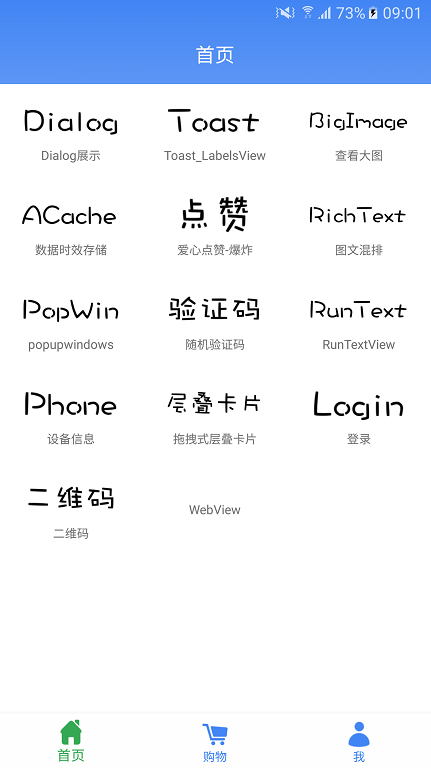 73% 09:01
首页
Dialog Toast BigImage
Dialog展示 Toast_LabelsView 查看大图
ACache 点赞 RichText
数据时效存储 爱心点赞-爆炸 图文混排
PopWin 验证码 RunText
popupwindows 随机验证码 RunTextView
Phone 层叠卡片 Login
设备信息 拖拽式层叠卡片 登录
二维码
二维码 WebView
首页 购物 我